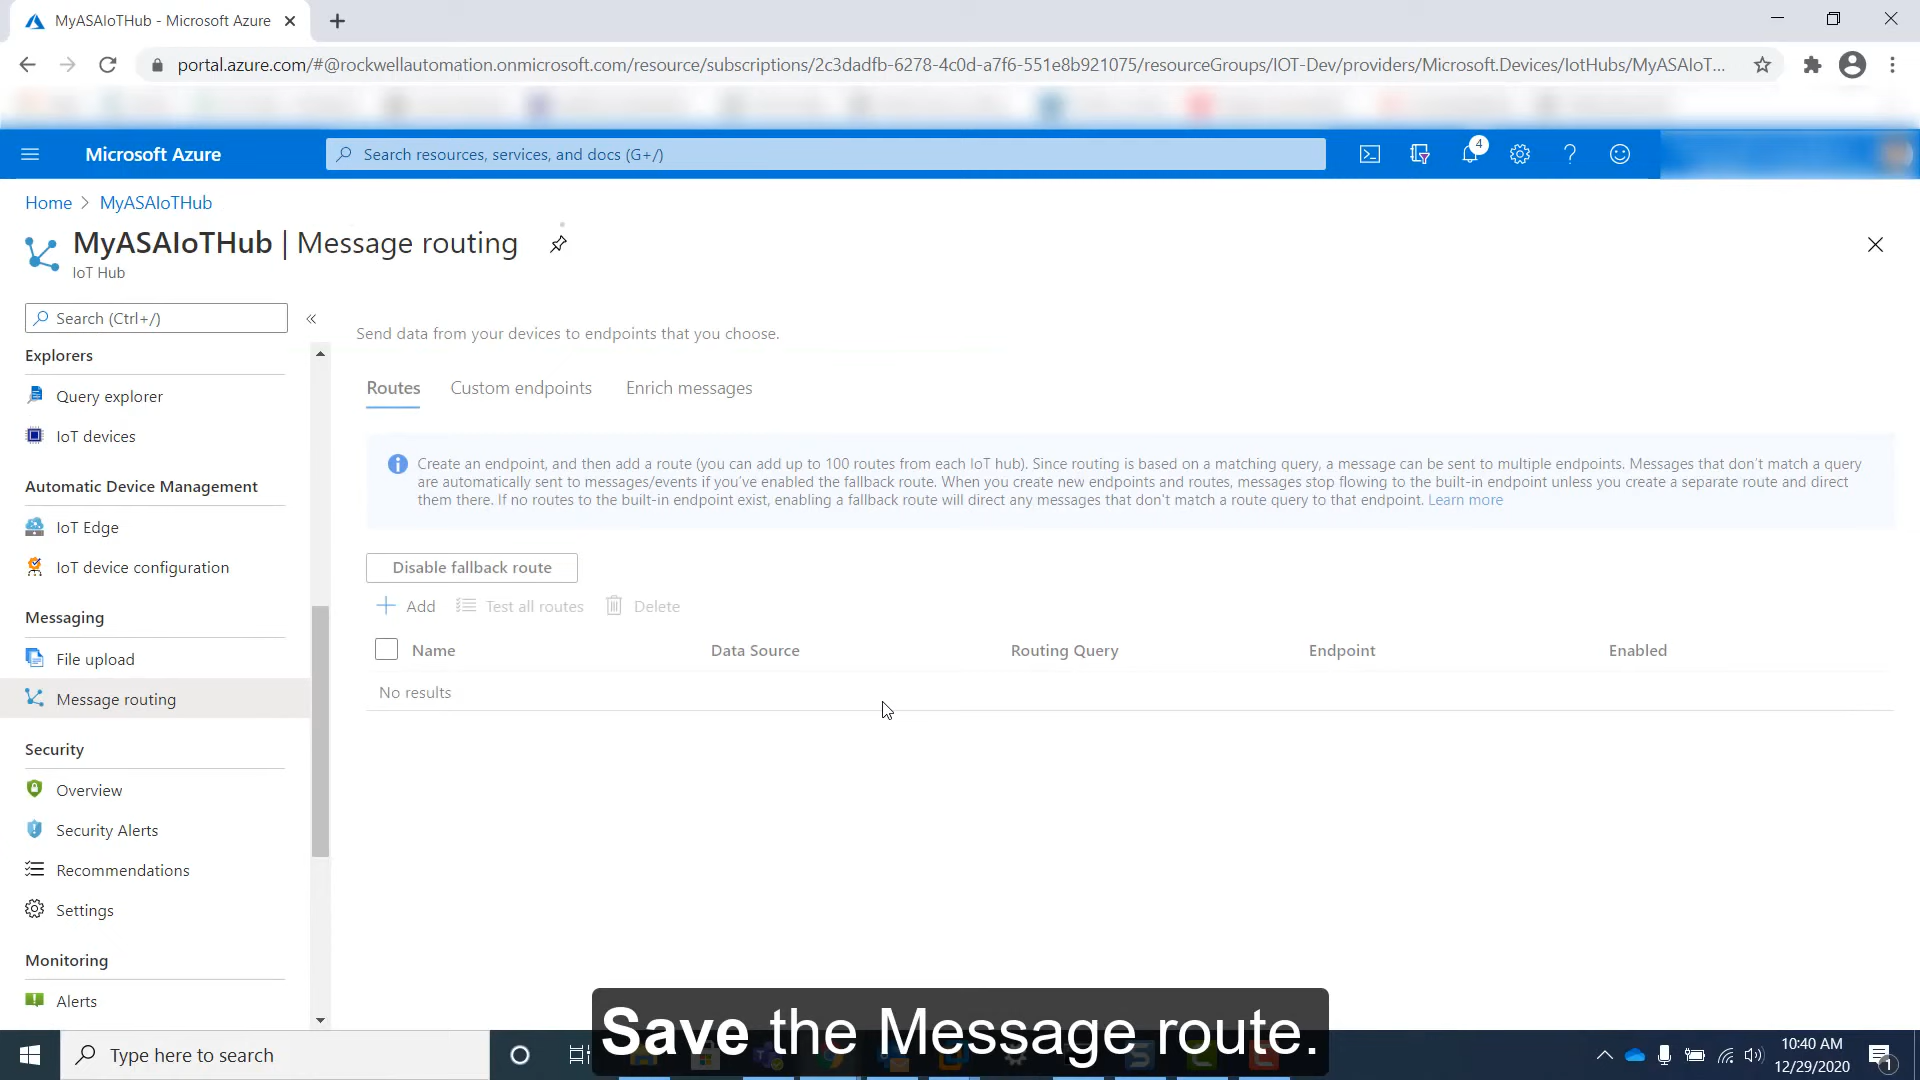 MyASAIoTHub - Microsoft Azure
portal.azure.com/#@rockwellautomation.onmicrosoft.com/resource/subscriptions/2c3dadfb-6278-4c0d-a7f6-551e8b921075/resourceGroups/IOT-Dev/providers/Microsoft.Devices/IotHubs/MyASAIoT...
Microsoft Azure
Search resources, services, and docs (G+/)
4
Home > MyASAIoTHub
MyASAIoTHub | Message routing
IoT Hub
Search (Ctrl+/)
«
Explorers
Query explorer
IoT devices
Automatic Device Management
IoT Edge
IoT device configuration
Messaging
File upload
Message routing
Security
Overview
Security Alerts
Recommendations
Settings
Monitoring
Alerts
Send data from your devices to endpoints that you choose.
Routes Custom endpoints Enrich messages
Create an endpoint, and then add a route (you can add up to 100 routes from each IoT hub). Since routing is based on a matching query, a message can be sent to multiple endpoints. Messages that don't match a query
are automatically sent to messages/events if you've enabled the fallback route. When you create new endpoints and routes, messages stop flowing to the built-in endpoint unless you create a separate route and direct
them there. If no routes to the built-in endpoint exist, enabling a fallback route will direct any messages that don't match a route query to that endpoint. Learn more
Disable fallback route
Add Test all routes Delete
Name Data Source Routing Query Endpoint Enabled
No results
Save the Message route.
Type here to search
10:40 AM
12/29/2020
1